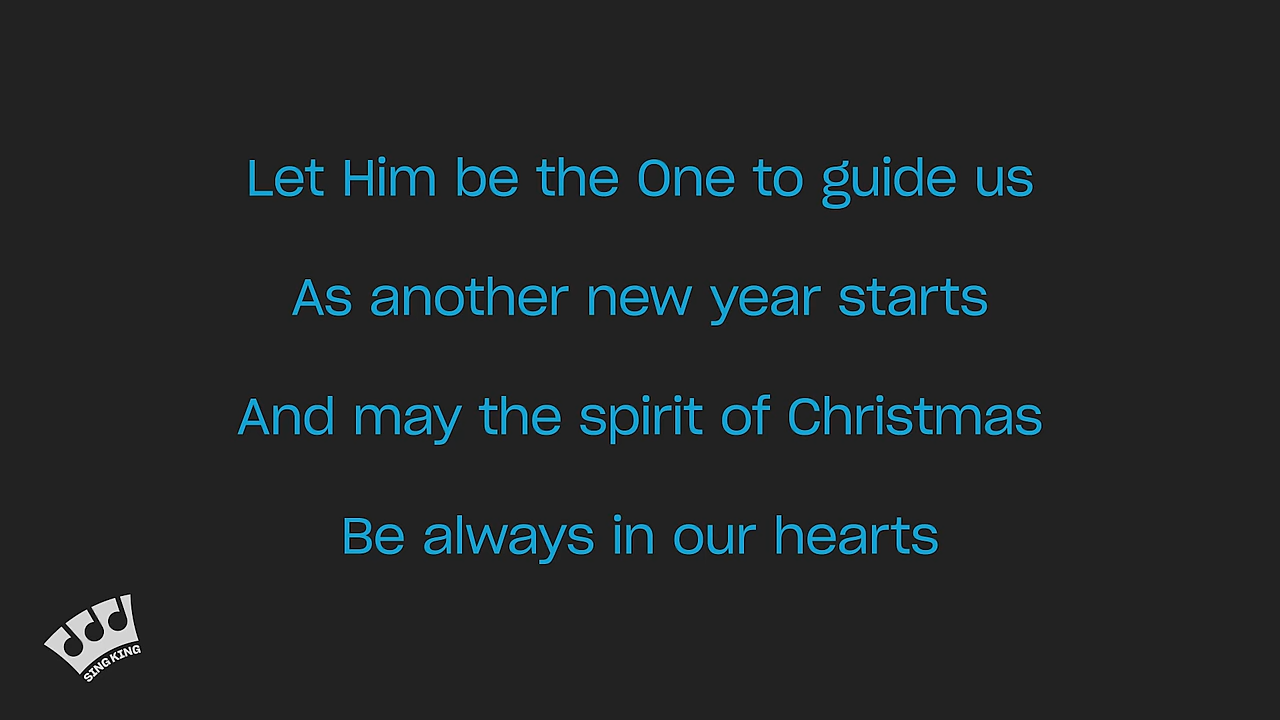 Let Him be the One to guide us
As another new year starts
And may the spirit of Christmas
Be always in our hearts
SING KING